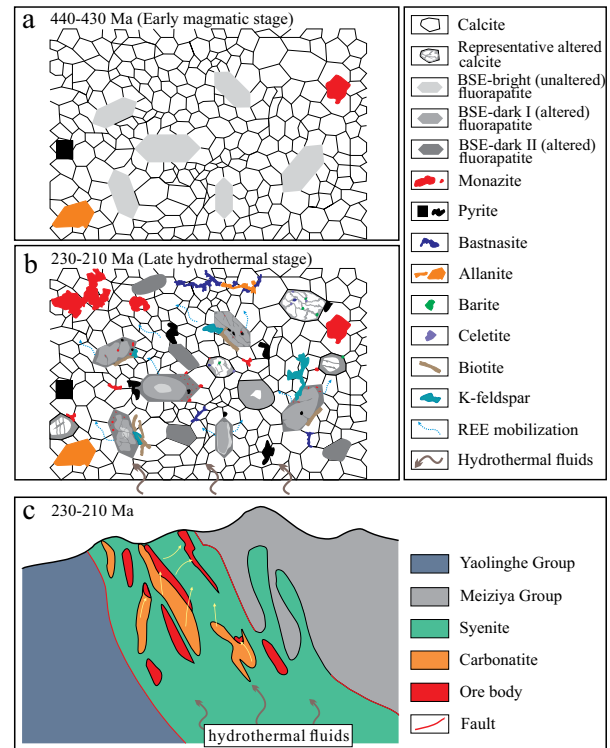 a 440-430 Ma (Early magmatic stage)
b 230-210 Ma (Late hydrothermal stage)
Calcite
Representative altered
calcite
BSE-bright (unaltered)
fluorapatite
BSE-dark I (altered)
fluorapatite
BSE-dark II (altered)
fluorapatite
Monazite
Pyrite
Bastnasite
Allanite
Barite
Celetite
Biotite
K-feldspar
REE mobilization
Hydrothermal fluids
c 230-210 Ma
hydrothermal fluids
Yaolinghe Group
Meiziya Group
Syenite
Carbonatite
Ore body
Fault